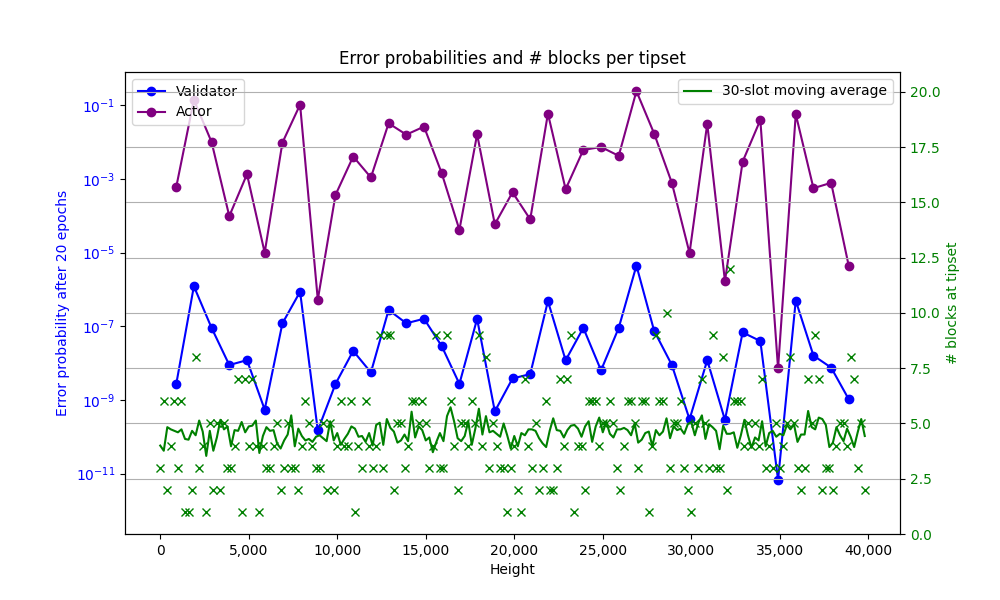 Error probabilities and # blocks per tipset
Validator
Actor
30-slot moving average
Error probability after 20 epochs
10⁻¹
10⁻³
10⁻⁵
10⁻⁷
10⁻⁹
10⁻¹¹
20.0
17.5
15.0
12.5
10.0
7.5
5.0
2.5
0.0
# blocks at tipset
0 5,000 10,000 15,000 20,000 25,000 30,000 35,000 40,000
Height